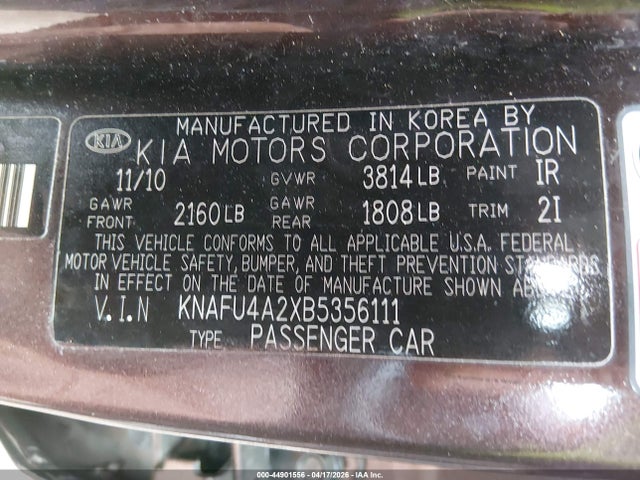 MANUFACTURED IN KOREA BY
KIA KIA MOTORS CORPORATION
11/10 GVWR 3814 LB PAINT IR
GAWR FRONT 2160 LB GAWR REAR 1808 LB TRIM 2I
THIS VEHICLE CONFORMS TO ALL APPLICABLE U.S.A. FEDERAL
MOTOR VEHICLE SAFETY, BUMPER, AND THEFT PREVENTION STANDARDS
IN EFFECT ON THE DATE OF MANUFACTURE SHOWN
V.I.N KNAFU4A2XB5356111
TYPE PASSENGER CAR
000-44901556 - 04/17/2026 - IAAI.COM